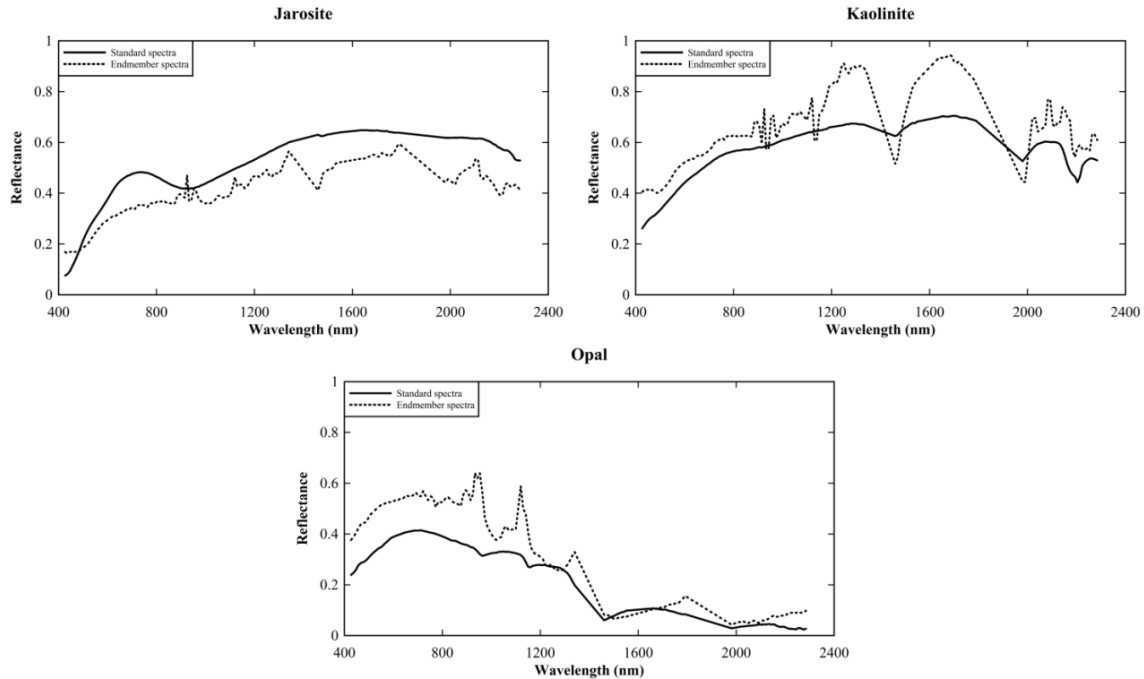 Jarosite
1
0.8
0.6
0.4
0.2
0
Reflectance
Standard spectra
Endmember spectra
400 800 1200 1600 2000 2400
Wavelength (nm)
Kaolinite
1
0.8
0.6
0.4
0.2
0
Reflectance
Standard spectra
Endmember spectra
400 800 1200 1600 2000 2400
Wavelength (nm)
Opal
1
0.8
0.6
0.4
0.2
0
Reflectance
Standard spectra
Endmember spectra
400 800 1200 1600 2000 2400
Wavelength (nm)